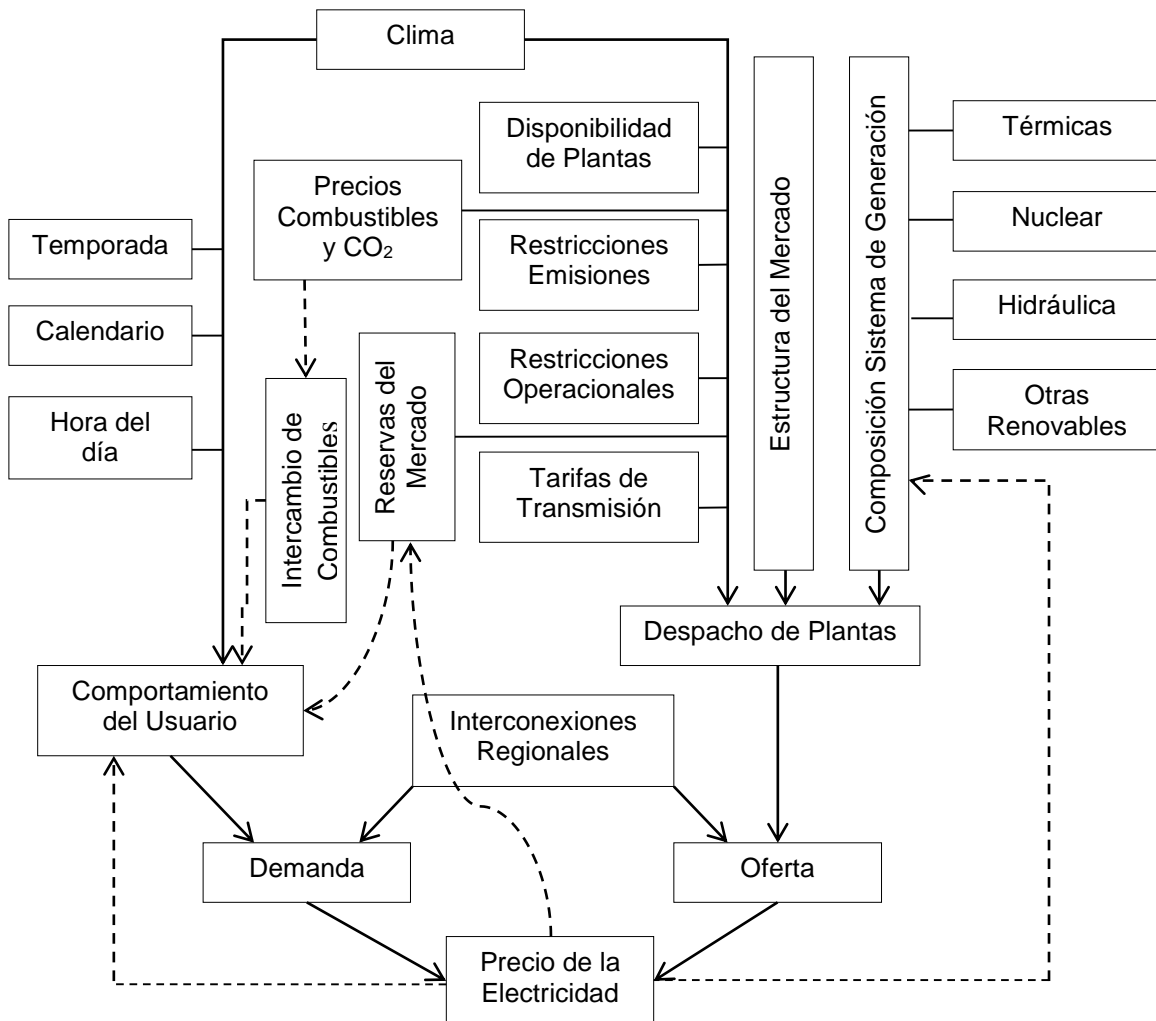 Clima
Disponibilidad
de Plantas
Precios
Combustibles
y CO₂
Temporada
Restricciones
Emisiones
Calendario
Restricciones
Operacionales
Hora del
día
Intercambio de
Combustibles
Reservas del
Mercado
Tarifas de
Transmisión
Estructura del Mercado
Composición Sistema de Generación
Térmicas
Nuclear
Hidráulica
Otras
Renovables
Despacho de Plantas
Comportamiento
del Usuario
Interconexiones
Regionales
Demanda
Oferta
Precio de la
Electricidad